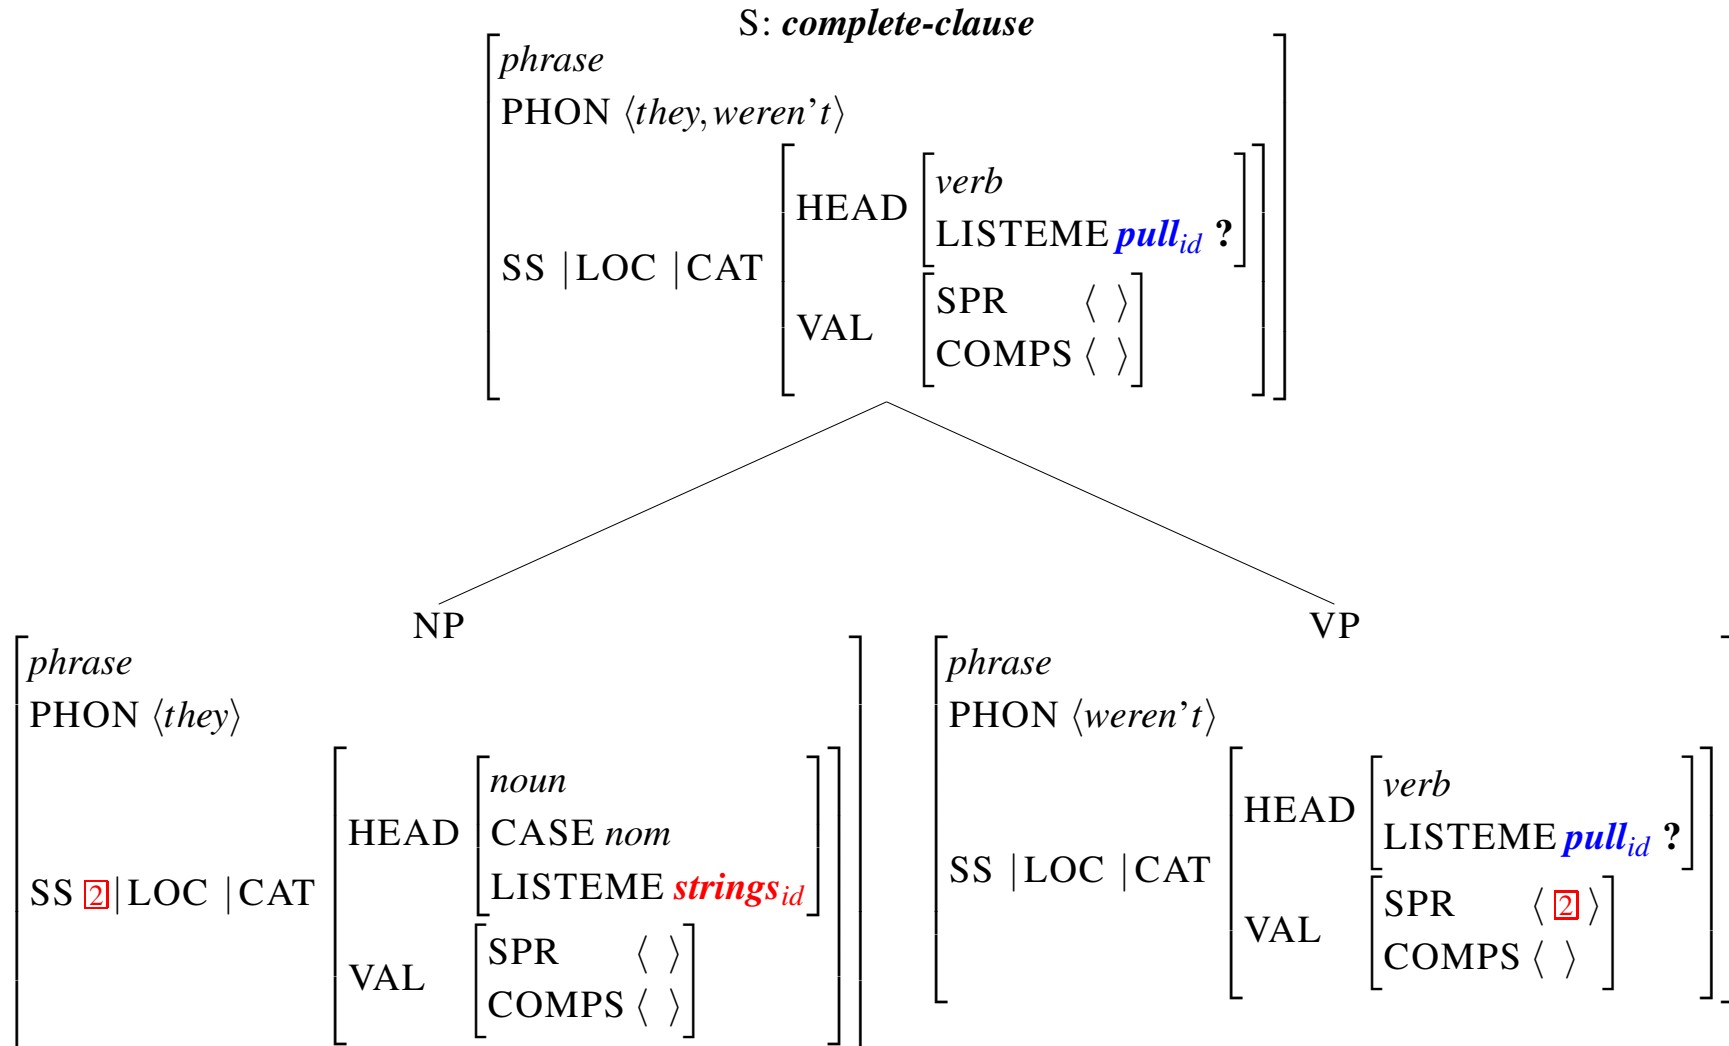 S: complete-clause
phrase
PHON ⟨they, weren't⟩
SS |LOC |CAT
HEAD
verb
LISTEME pull_id ?
VAL
SPR ⟨ ⟩
COMPS ⟨ ⟩
NP
phrase
PHON ⟨they⟩
SS 2|LOC |CAT
HEAD
noun
CASE nom
LISTEME strings_id
VAL
SPR ⟨ ⟩
COMPS ⟨ ⟩
VP
phrase
PHON ⟨weren't⟩
SS |LOC |CAT
HEAD
verb
LISTEME pull_id ?
VAL
SPR ⟨ 2 ⟩
COMPS ⟨ ⟩